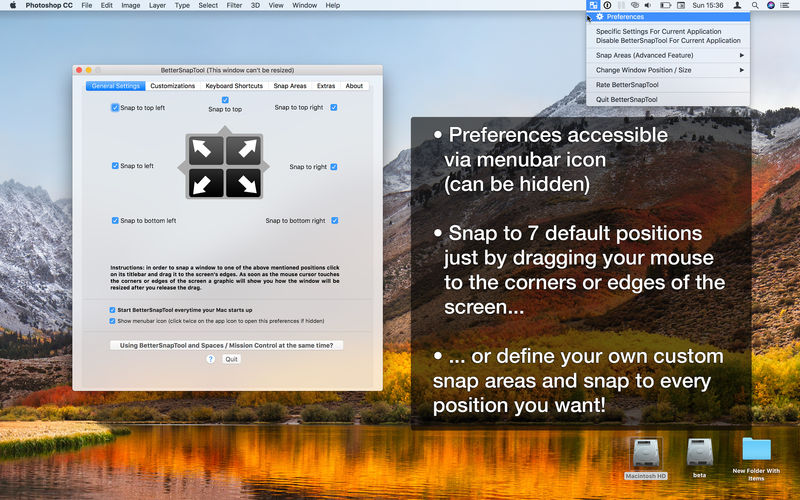 Photoshop CC File Edit Image Layer Type Select Filter 3D View Window Help Sun 15:36
Preferences
Specific Settings For Current Application
Disable BetterSnapTool For Current Application
Snap Areas (Advanced Feature)
Change Window Position / Size
Rate BetterSnapTool
Quit BetterSnapTool
BetterSnapTool (This window can't be resized)
General Settings Customizations Keyboard Shortcuts Snap Areas Extras About
Snap to top left Snap to top Snap to top right
Snap to left Snap to right
Snap to bottom left Snap to bottom right
Instructions: in order to snap a window to one of the above mentioned positions click
on its titlebar and drag it to the screen's edges. As soon as the mouse cursor touches
the corners or edges of the screen a graphic will show you how the window will be
resized after you release the drag.
Start BetterSnapTool everytime your Mac starts up
Show menubar icon (click twice on the app icon to open this preferences if hidden)
Using BetterSnapTool and Spaces / Mission Control at the same time?
? Quit
• Preferences accessible
via menubar icon
(can be hidden)
• Snap to 7 default positions
just by dragging your mouse
to the corners or edges of the
screen...
• ... or define your own custom
snap areas and snap to every
position you want!
Macintosh HD beta New Folder With
Items